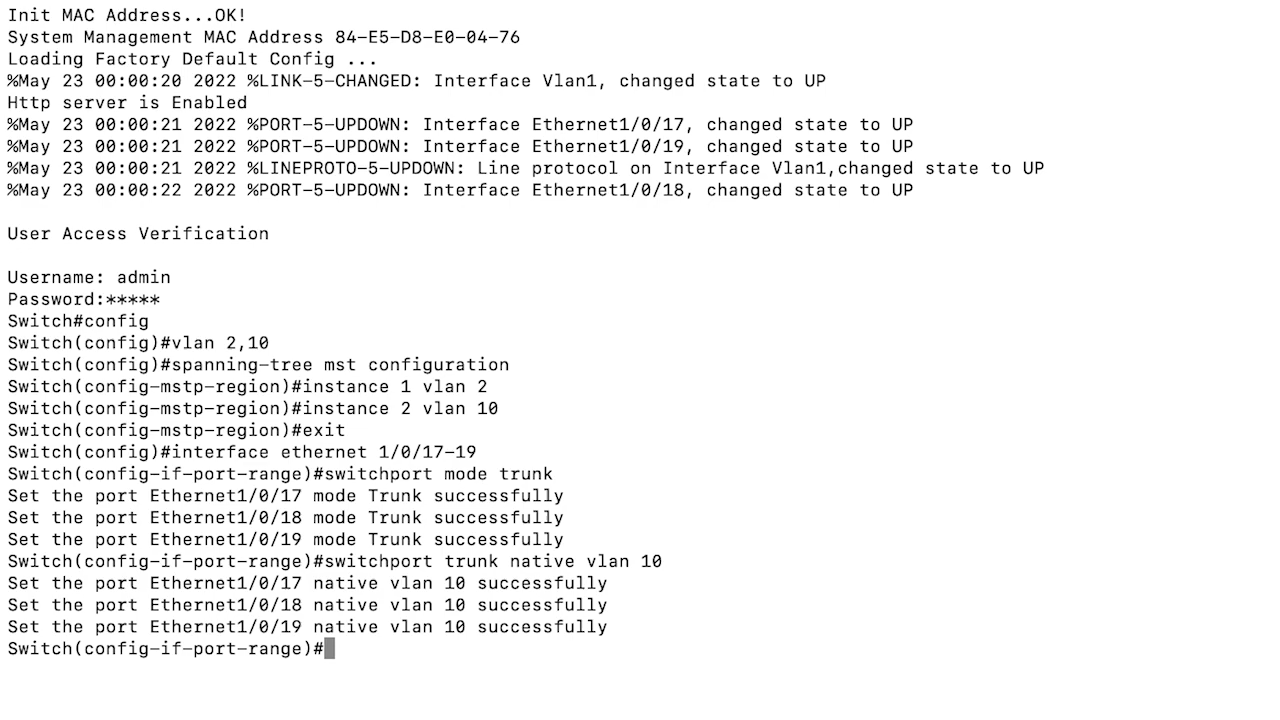 Init MAC Address...OK!
System Management MAC Address 84-E5-D8-E0-04-76
Loading Factory Default Config ...
%May 23 00:00:20 2022 %LINK-5-CHANGED: Interface Vlan1, changed state to UP
Http server is Enabled
%May 23 00:00:21 2022 %PORT-5-UPDOWN: Interface Ethernet1/0/17, changed state to UP
%May 23 00:00:21 2022 %PORT-5-UPDOWN: Interface Ethernet1/0/19, changed state to UP
%May 23 00:00:21 2022 %LINEPROTO-5-UPDOWN: Line protocol on Interface Vlan1,changed state to UP
%May 23 00:00:22 2022 %PORT-5-UPDOWN: Interface Ethernet1/0/18, changed state to UP
User Access Verification
Username: admin
Password:*****
Switch#config
Switch(config)#vlan 2,10
Switch(config)#spanning-tree mst configuration
Switch(config-mstp-region)#instance 1 vlan 2
Switch(config-mstp-region)#instance 2 vlan 10
Switch(config-mstp-region)#exit
Switch(config)#interface ethernet 1/0/17-19
Switch(config-if-port-range)#switchport mode trunk
Set the port Ethernet1/0/17 mode Trunk successfully
Set the port Ethernet1/0/18 mode Trunk successfully
Set the port Ethernet1/0/19 mode Trunk successfully
Switch(config-if-port-range)#switchport trunk native vlan 10
Set the port Ethernet1/0/17 native vlan 10 successfully
Set the port Ethernet1/0/18 native vlan 10 successfully
Set the port Ethernet1/0/19 native vlan 10 successfully
Switch(config-if-port-range)#